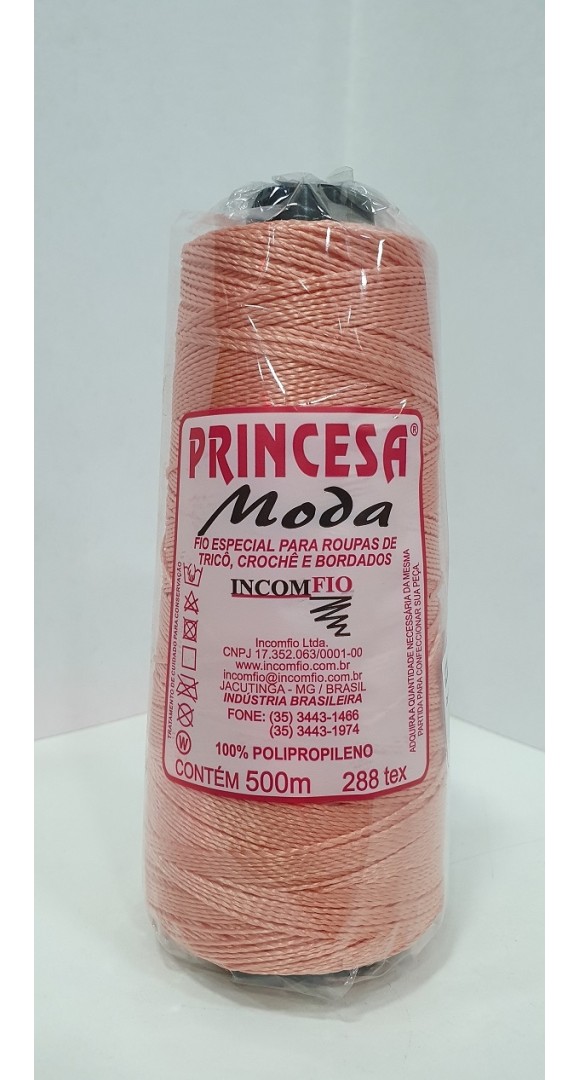 PRINCESA®
Moda
FIO ESPECIAL PARA ROUPAS DE
TRICÔ, CROCHÊ E BORDADOS
INCOMFIO
Incomfio Ltda.
CNPJ 17.352.063/0001-00
www.incomfio.com.br
incomfio@incomfio.com.br
JACUTINGA - MG / BRASIL
INDÚSTRIA BRASILEIRA
FONE: (35) 3443-1466
(35) 3443-1974
100% POLIPROPILENO
CONTÉM 500m 288 tex
TRATAMENTO DE CUIDADO PARA CONSERVAÇÃO
W
ADQUIRA A QUANTIDADE NECESSÁRIA DA MESMA
PARTIDA PARA CONFECCIONAR SUA PEÇA.